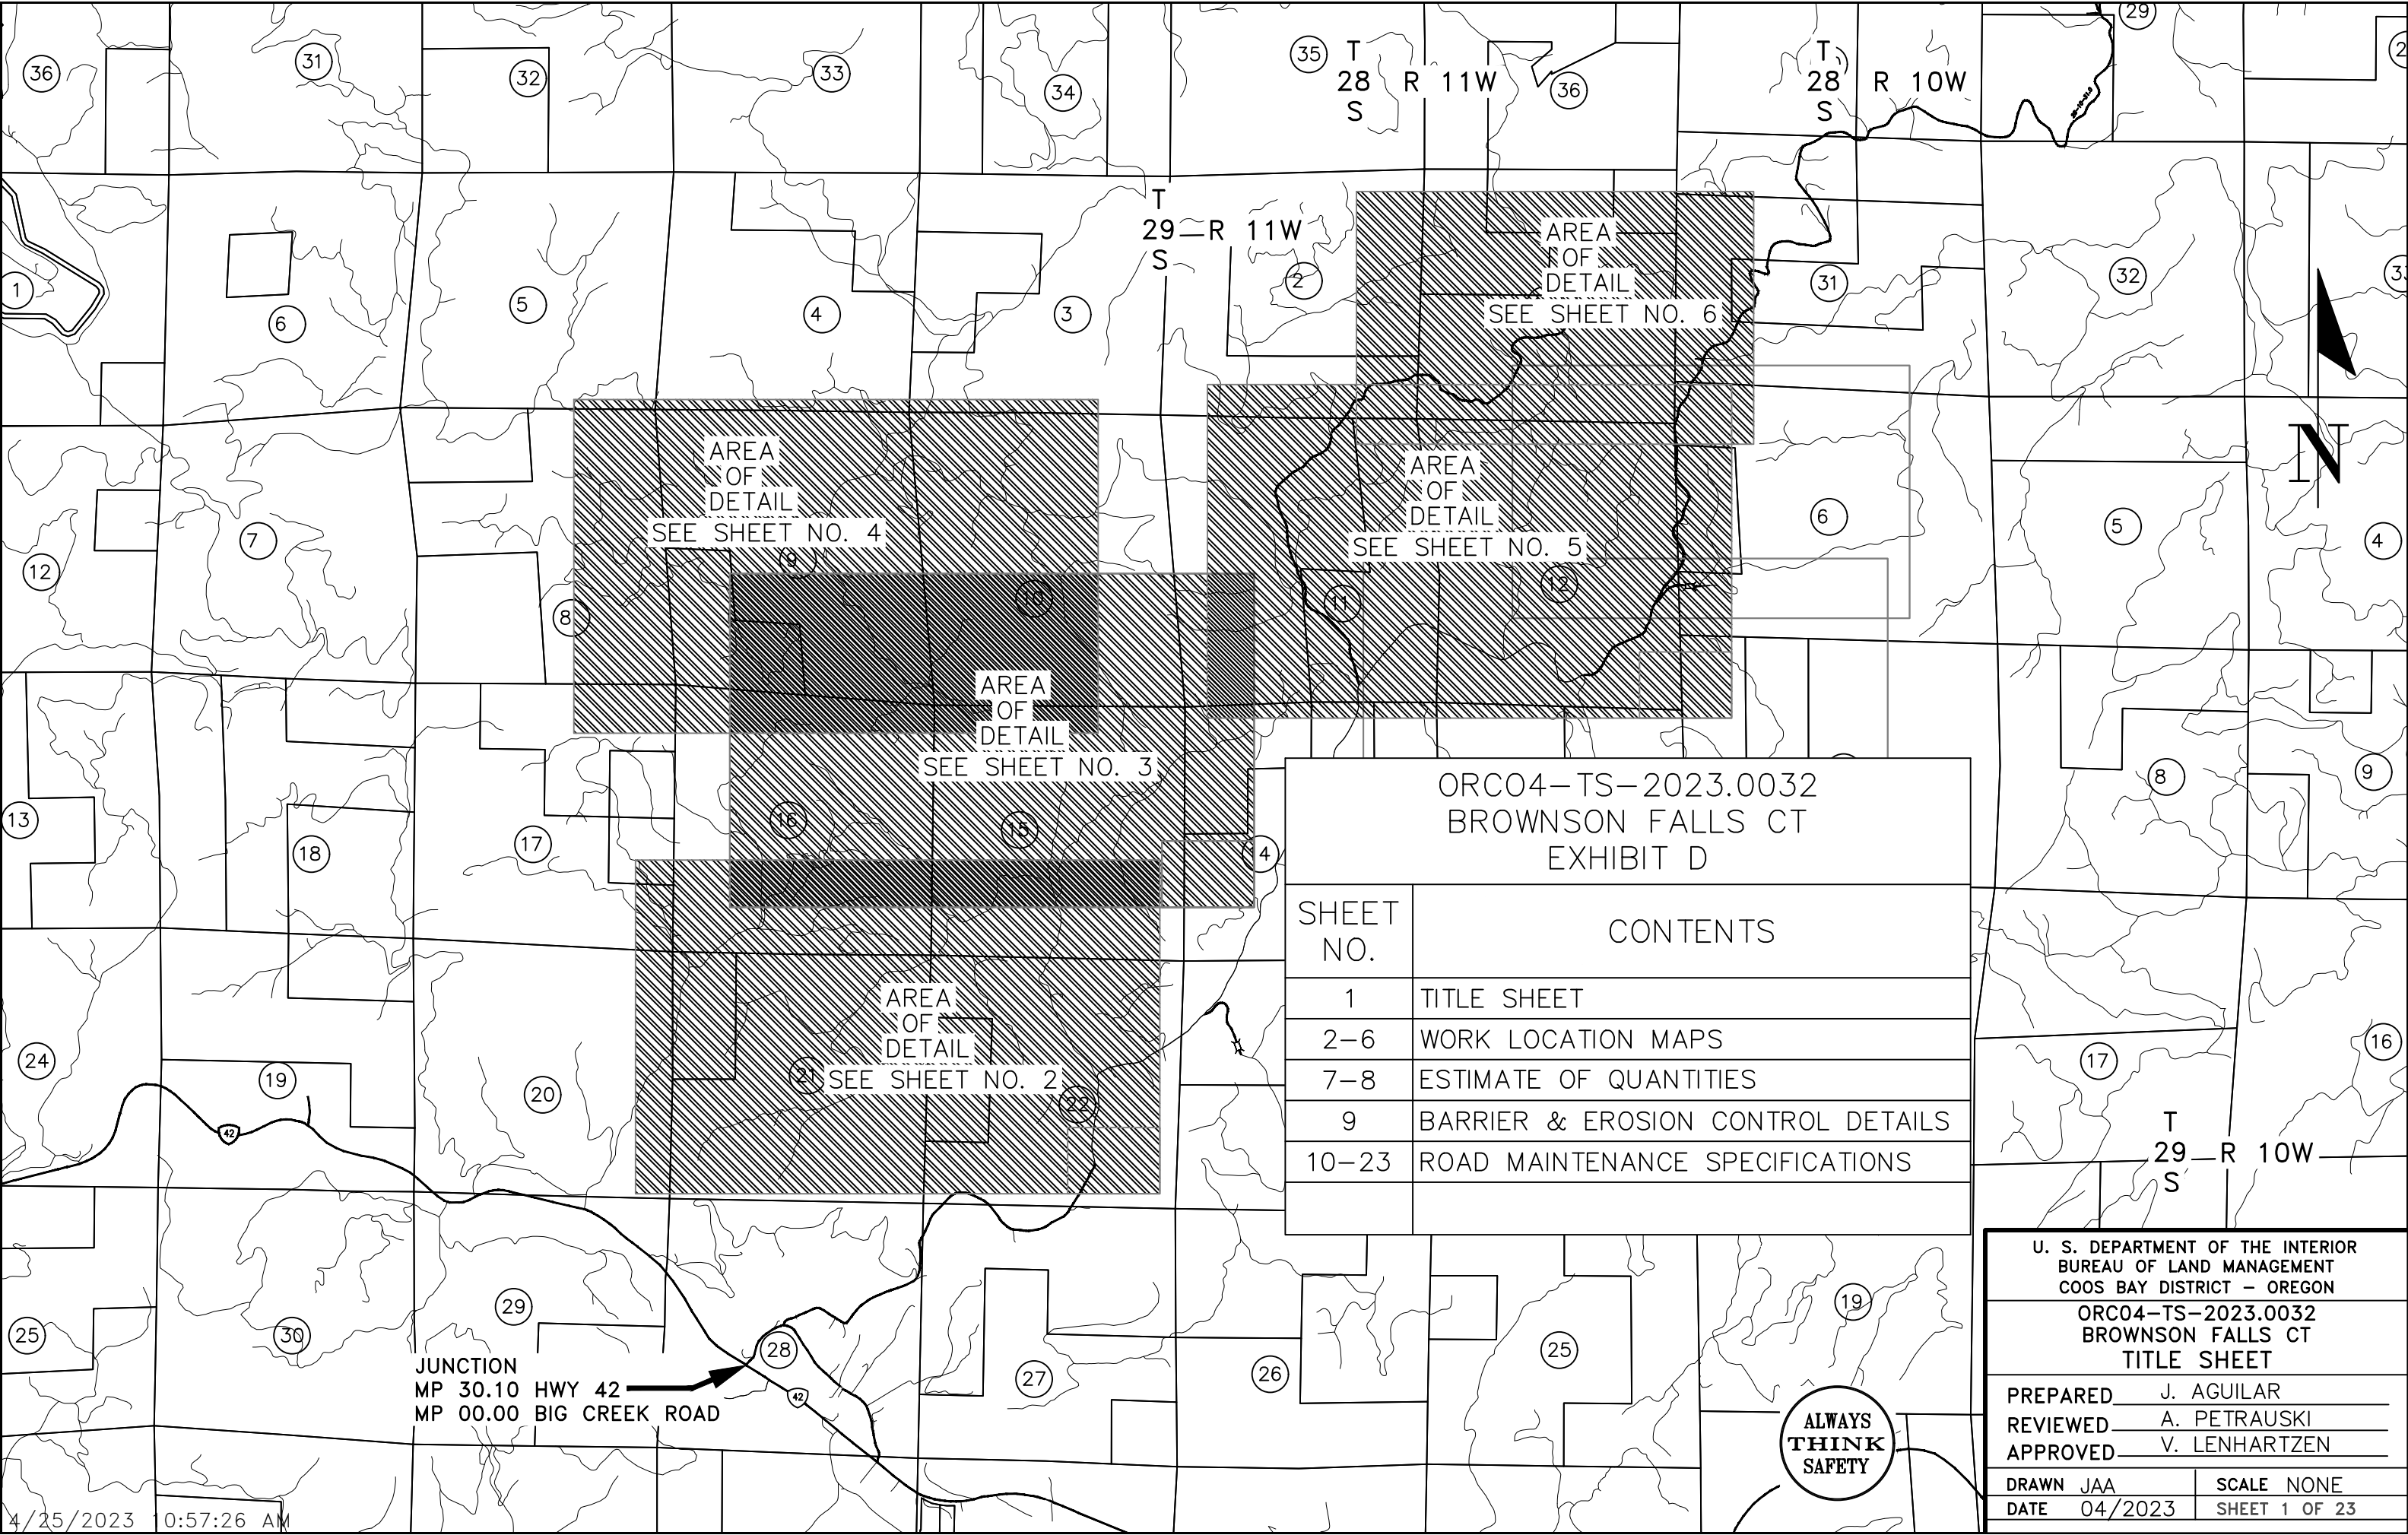 36
31
32
33
34
35
T
28 R 11W
S
36
T
28 R 10W
S
29
1
6
5
4
3
T
29 R 11W
S
2
31
32
33
AREA
OF
DETAIL
SEE SHEET NO. 6
AREA
OF
DETAIL
SEE SHEET NO. 4
AREA
OF
DETAIL
SEE SHEET NO. 5
N
12
7
8
9
10
11
12
6
5
4
AREA
OF
DETAIL
SEE SHEET NO. 3
13
18
17
16
15
14
8
9
AREA
OF
DETAIL
SEE SHEET NO. 2
24
19
20
21
22
17
16
T
29 R 10W
S
42
ORC04-TS-2023.0032
BROWNSON FALLS CT
EXHIBIT D
SHEET NO. CONTENTS
1 TITLE SHEET
2-6 WORK LOCATION MAPS
7-8 ESTIMATE OF QUANTITIES
9 BARRIER & EROSION CONTROL DETAILS
10-23 ROAD MAINTENANCE SPECIFICATIONS
25
30
29
28
27
26
25
19
JUNCTION
MP 30.10 HWY 42
MP 00.00 BIG CREEK ROAD
42
ALWAYS
THINK
SAFETY
U. S. DEPARTMENT OF THE INTERIOR
BUREAU OF LAND MANAGEMENT
COOS BAY DISTRICT - OREGON
ORC04-TS-2023.0032
BROWNSON FALLS CT
TITLE SHEET
PREPARED J. AGUILAR
REVIEWED A. PETRAUSKI
APPROVED V. LENHARTZEN
DRAWN JAA SCALE NONE
DATE 04/2023 SHEET 1 OF 23
4/25/2023 10:57:26 AM